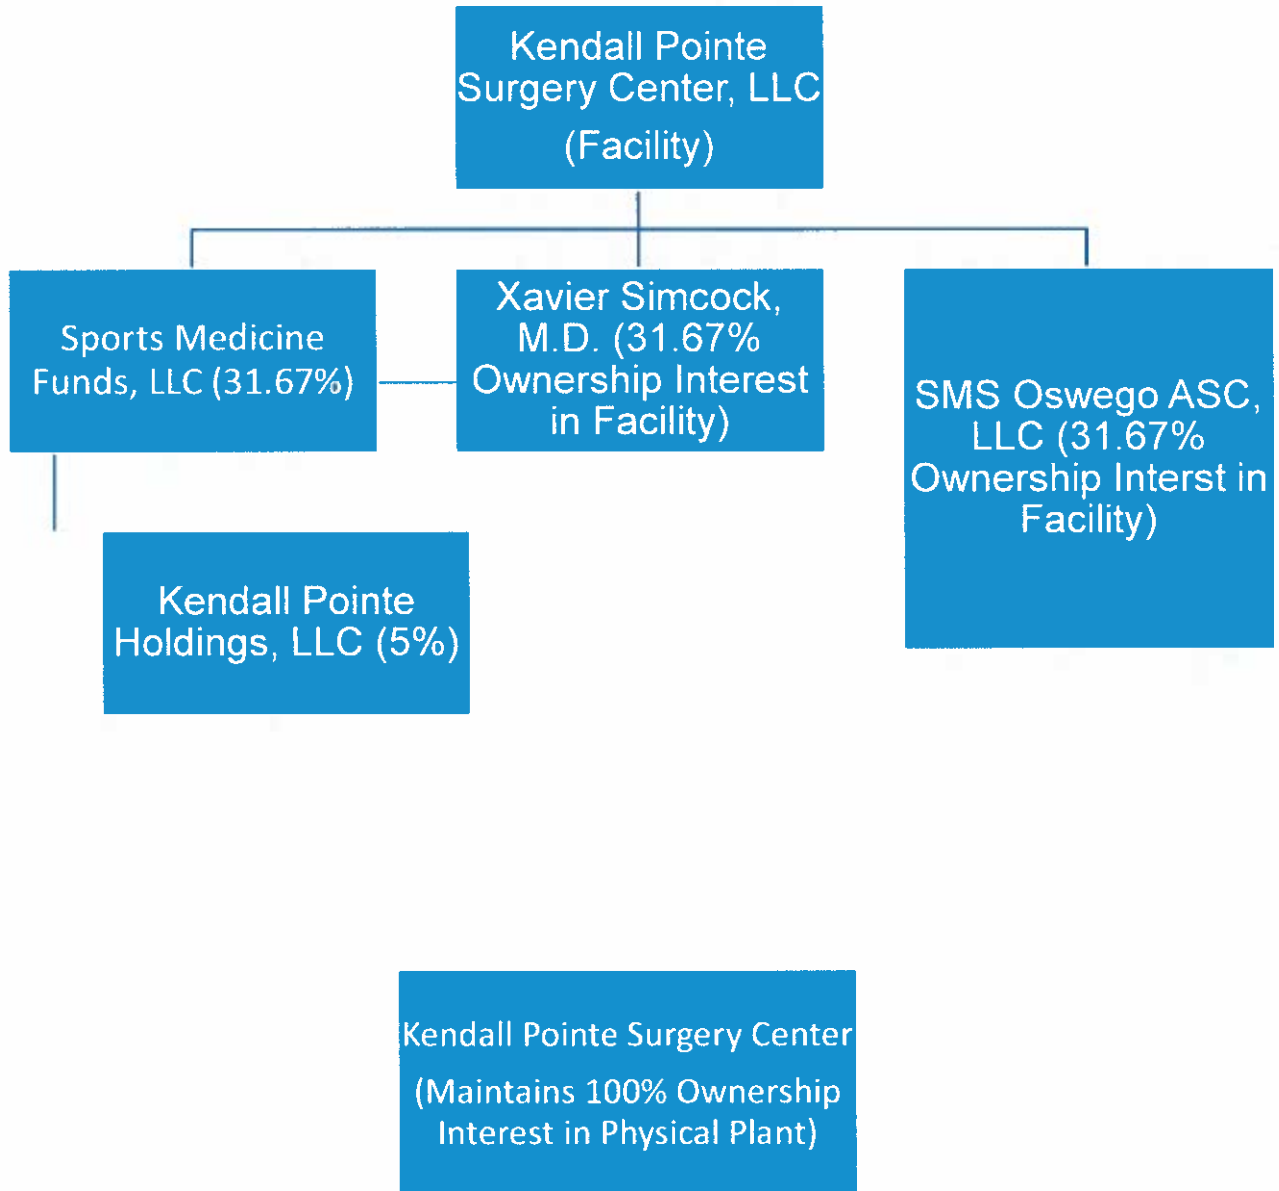 Kendall Pointe
Surgery Center, LLC
(Facility)
Sports Medicine
Funds, LLC (31.67%)
Xavier Simcock,
M.D. (31.67%
Ownership Interest
in Facility)
SMS Oswego ASC,
LLC (31.67%
Ownership Interst in
Facility)
Kendall Pointe
Holdings, LLC (5%)
Kendall Pointe Surgery Center
(Maintains 100% Ownership
Interest in Physical Plant)